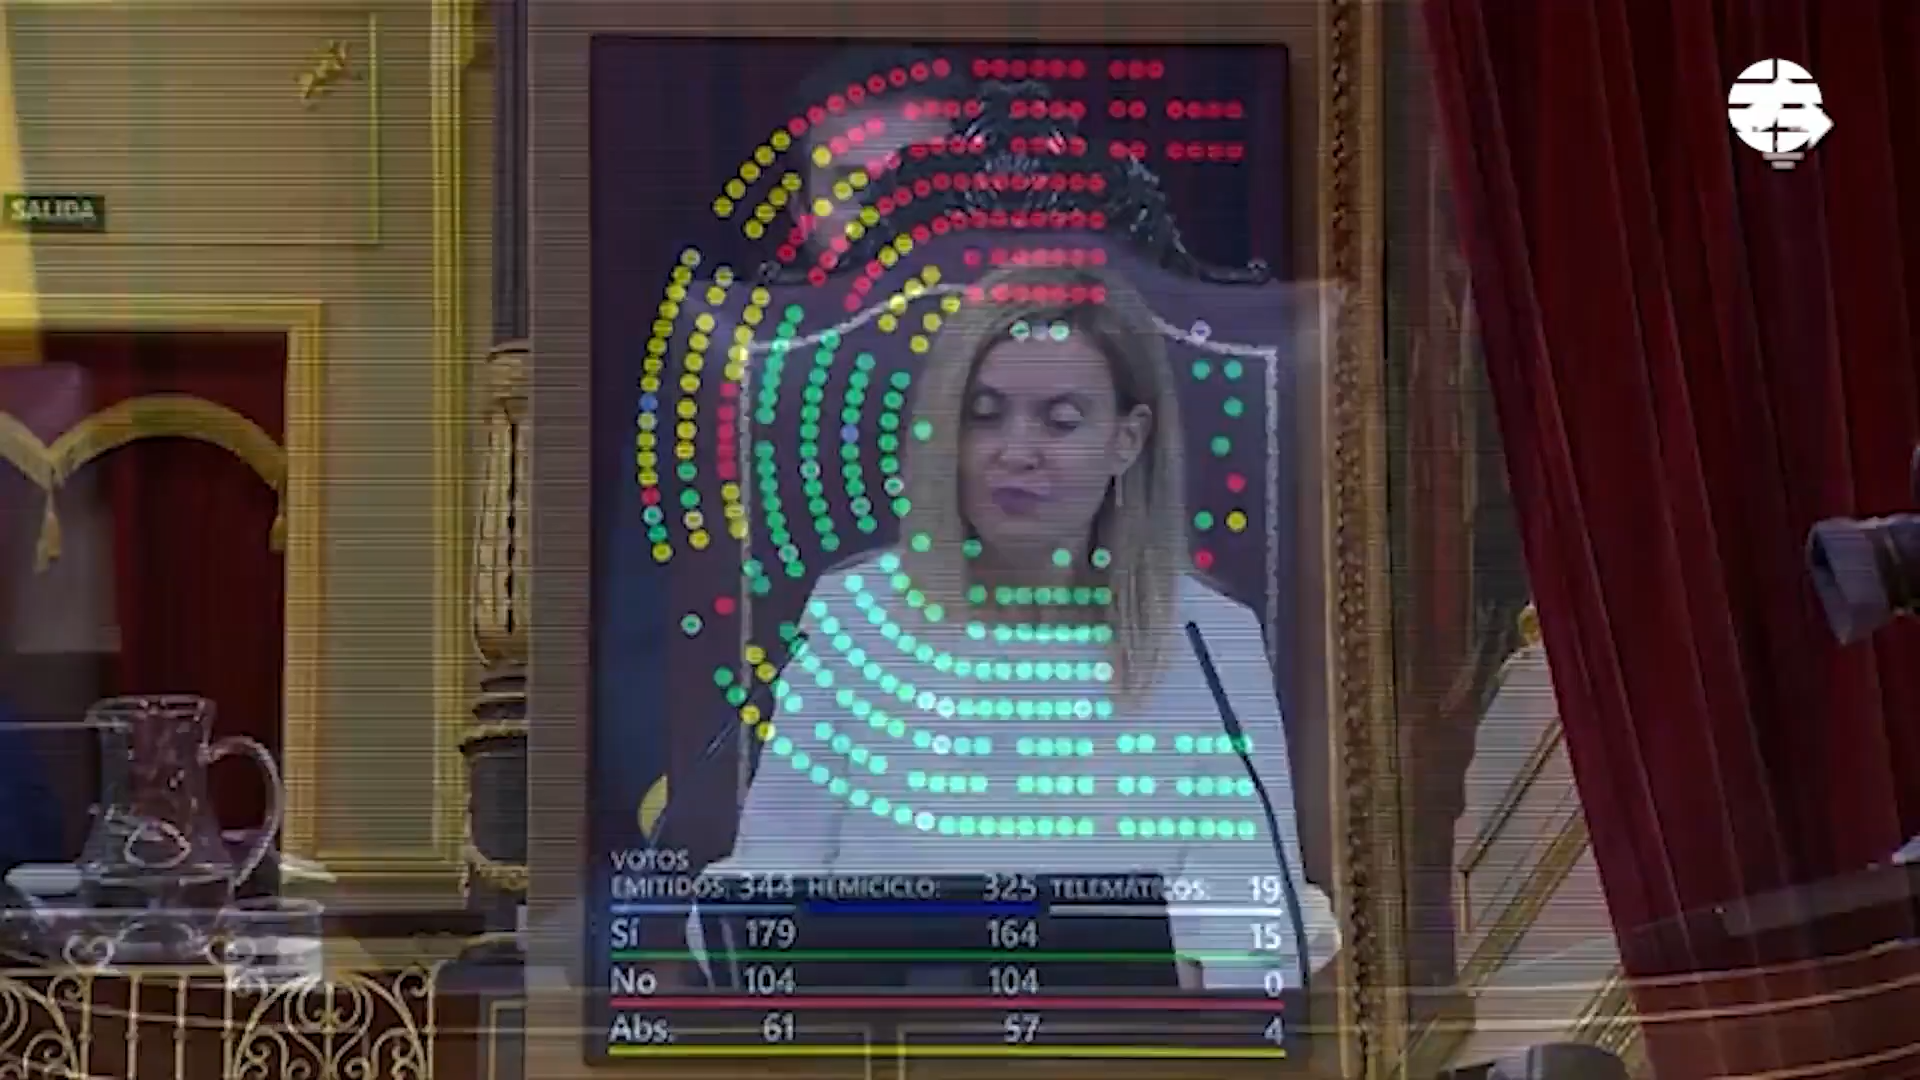 SALIDA
VOTOS
EMITIDOS: 344 HEMICICLO: 325 TELEMÁTICOS: 19
Sí 179 164 15
No 104 104 0
Abs. 61 57 4